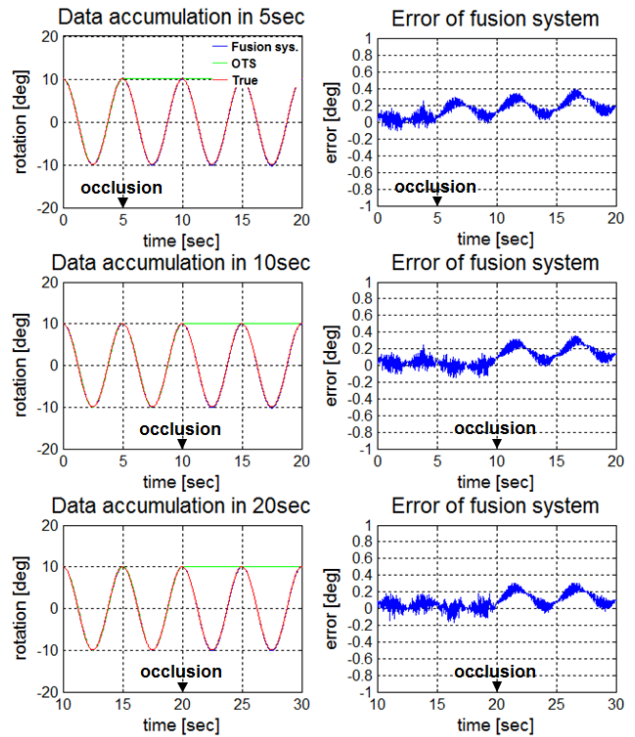 Data accumulation in 5sec
20
10
0
-10
-20
rotation [deg]
Fusion sys.
OTS
True
occlusion
0 5 10 15 20
time [sec]
Error of fusion system
1
0.8
0.6
0.4
0.2
0
-0.2
-0.4
-0.6
-0.8
-1
error [deg]
occlusion
0 5 10 15 20
time [sec]
Data accumulation in 10sec
20
10
0
-10
-20
rotation [deg]
occlusion
0 5 10 15 20
time [sec]
Error of fusion system
1
0.8
0.6
0.4
0.2
0
-0.2
-0.4
-0.6
-0.8
-1
error [deg]
occlusion
0 5 10 15 20
time [sec]
Data accumulation in 20sec
20
10
0
-10
-20
rotation [deg]
occlusion
10 15 20 25 30
time [sec]
Error of fusion system
1
0.8
0.6
0.4
0.2
0
-0.2
-0.4
-0.6
-0.8
-1
error [deg]
occlusion
10 15 20 25 30
time [sec]